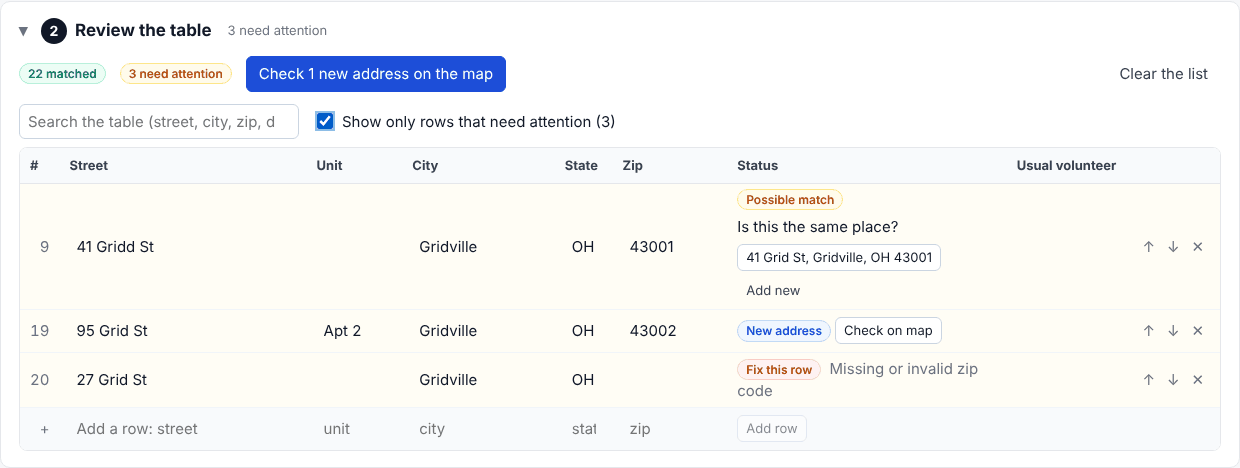 ▼ 2 Review the table 3 need attention
22 matched 3 need attention Check 1 new address on the map Clear the list
Search the table (street, city, zip, d Show only rows that need attention (3)
# Street Unit City State Zip Status Usual volunteer
Possible match
Is this the same place?
9 41 Gridd St Gridville OH 43001 ↑ ↓ ×
41 Grid St, Gridville, OH 43001
Add new
19 95 Grid St Apt 2 Gridville OH 43002 New address Check on map ↑ ↓ ×
20 27 Grid St Gridville OH Fix this row Missing or invalid zip code ↑ ↓ ×
+ Add a row: street unit city stat zip Add row